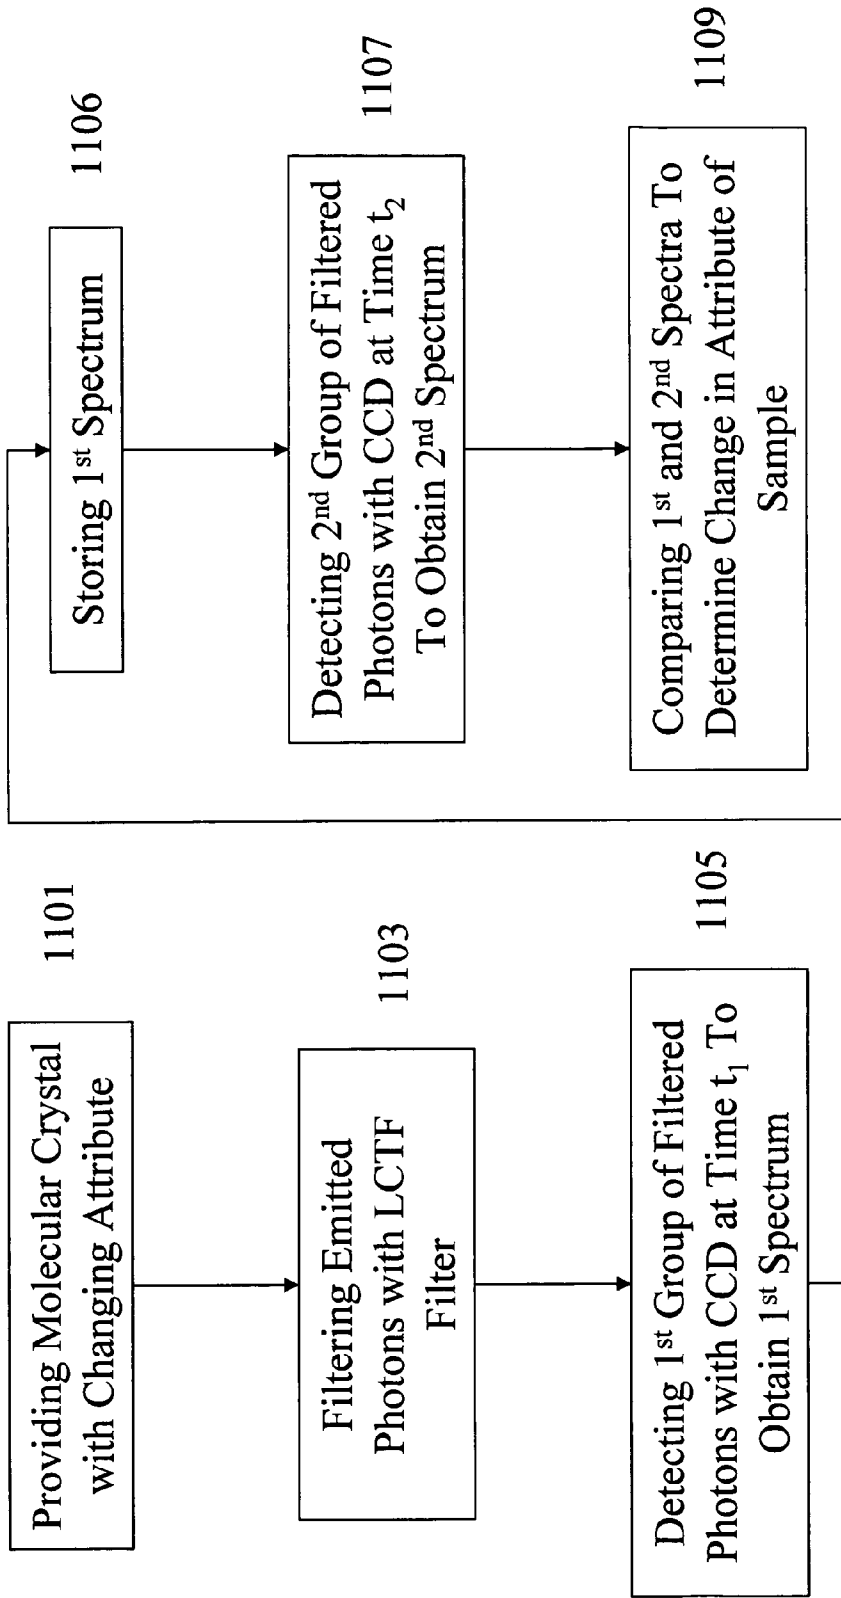 Providing Molecular Crystal
with Changing Attribute
1101
Filtering Emitted
Photons with LCTF
Filter
1103
Detecting 1st Group of Filtered
Photons with CCD at Time t1 To
Obtain 1st Spectrum
1105
Storing 1st Spectrum
1106
Detecting 2nd Group of Filtered
Photons with CCD at Time t2
To Obtain 2nd Spectrum
1107
Comparing 1st and 2nd Spectra To
Determine Change in Attribute of
Sample
1109